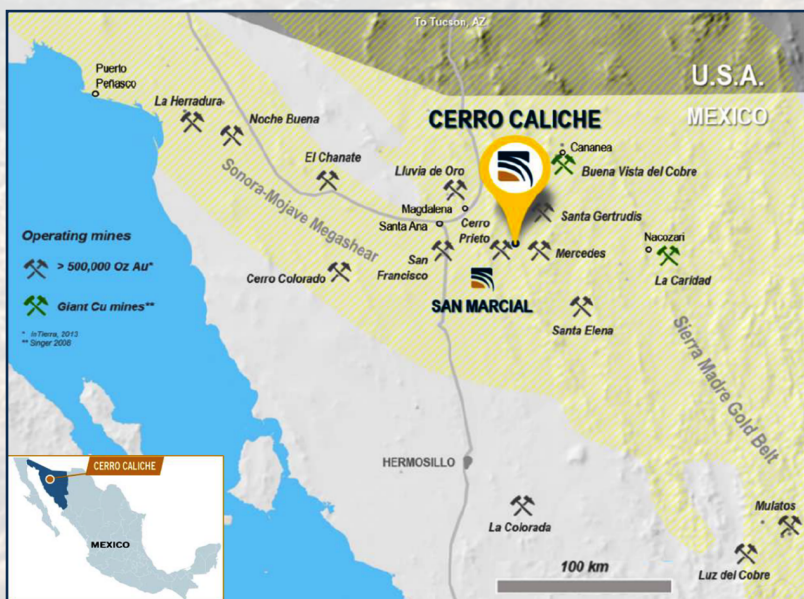 To Tucson, AZ
U.S.A.
MEXICO
Puerto
Peñasco
La Herradura
Noche Buena
El Chanate
CERRO CALICHE
Cananea
Buena Vista del Cobre
Lluvia de Oro
Magdalena
Santa Ana
Cerro
Prieto
Santa Gertrudis
Sonora-Mojave Megashear
San
Francisco
Mercedes
Nacozari
La Caridad
Operating mines
> 500,000 Oz Au*
Giant Cu mines**
* InTierra, 2013
** Singer 2008
Cerro Colorado
SAN MARCIAL
Santa Elena
Sierra Madre Gold Belt
HERMOSILLO
La Colorada
Mulatos
Luz del Cobre
100 km
CERRO CALICHE
MEXICO